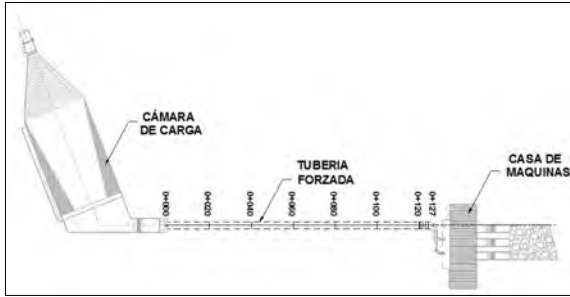 CÁMARA
DE CARGA
TUBERIA
FORZADA
CASA DE
MAQUINAS
0+000
0+020
0+040
0+060
0+080
0+100
0+120
0+127